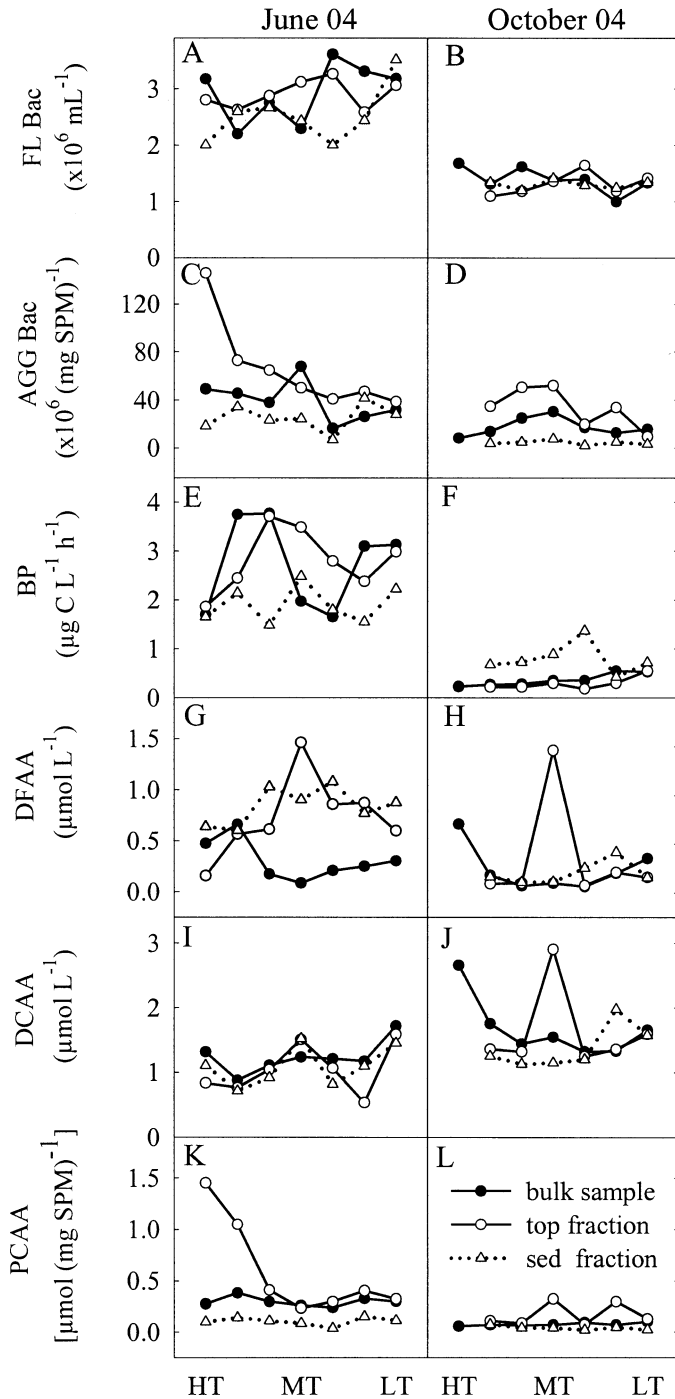 June 04 October 04
FL Bac
(x10⁶ mL⁻¹)
A B
3
2
1
0
AGG Bac
(x10⁶ (mg SPM)⁻¹
C D
120
80
40
0
BP
(µg C L⁻¹ h⁻¹)
E F
4
3
2
1
0
DFAA
(µmol L⁻¹)
G H
1.5
1.0
0.5
0.0
DCAA
(µmol L⁻¹)
I J
3
2
1
0
PCAA
[µmol (mg SPM)⁻¹]
K L
1.5
1.0
0.5
0.0
bulk sample
top fraction
sed fraction
HT MT LT HT MT LT